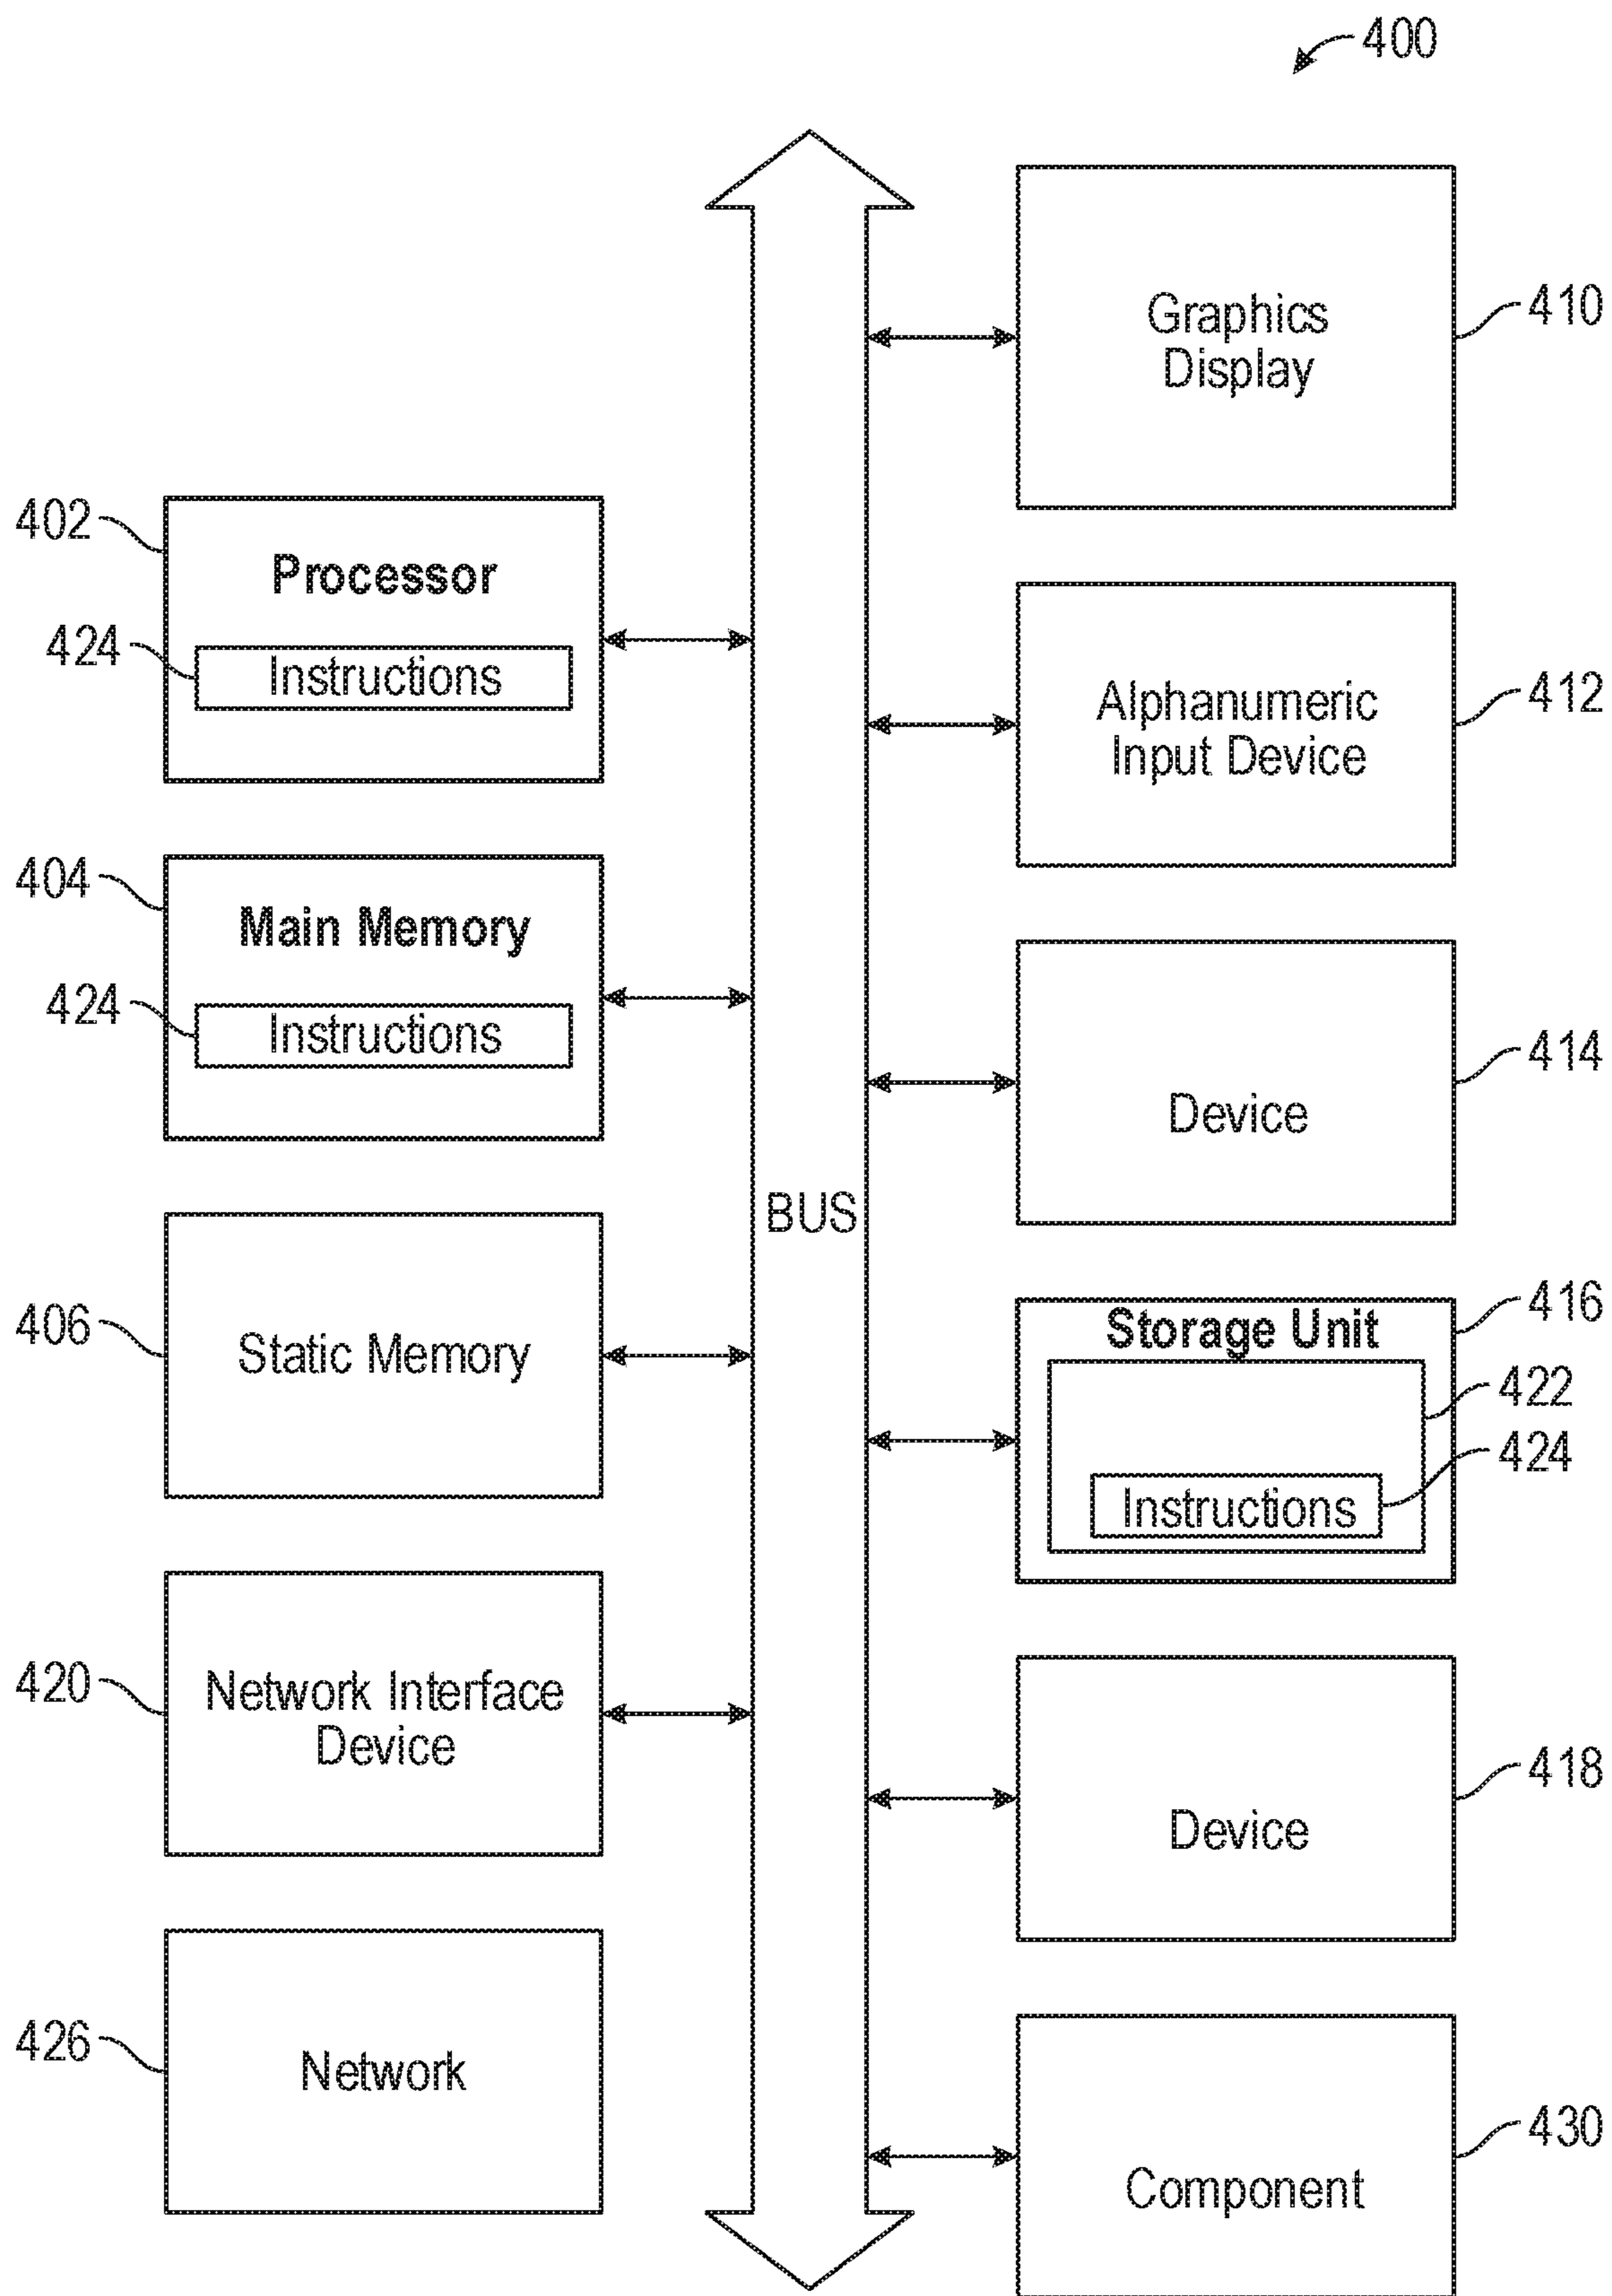 400
Graphics
Display
410
402
Processor
424
Instructions
Alphanumeric
Input Device
412
404
Main Memory
424
Instructions
Device
414
BUS
406
Static Memory
Storage Unit
416
422
424
Instructions
420
Network Interface
Device
Device
418
426
Network
Component
430